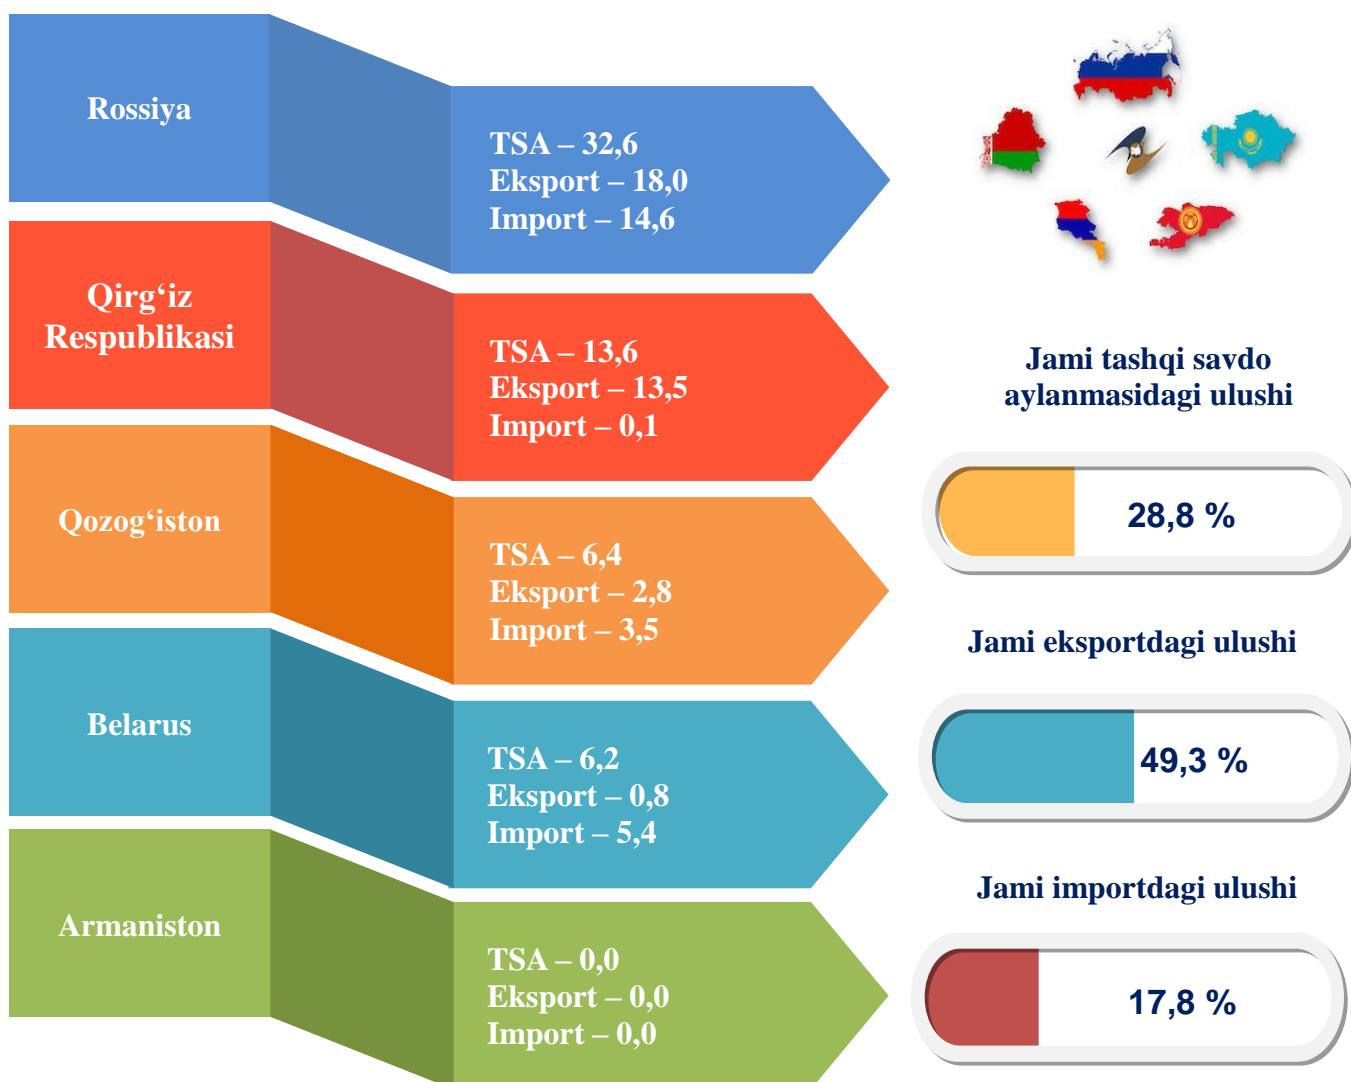 Rossiya
TSA – 32,6
Eksport – 18,0
Import – 14,6
Qirg‘iz
Respublikasi
TSA – 13,6
Eksport – 13,5
Import – 0,1
Qozog‘iston
TSA – 6,4
Eksport – 2,8
Import – 3,5
Belarus
TSA – 6,2
Eksport – 0,8
Import – 5,4
Armaniston
TSA – 0,0
Eksport – 0,0
Import – 0,0
Jami tashqi savdo
aylanmasidagi ulushi
28,8 %
Jami eksportdagi ulushi
49,3 %
Jami importdagi ulushi
17,8 %